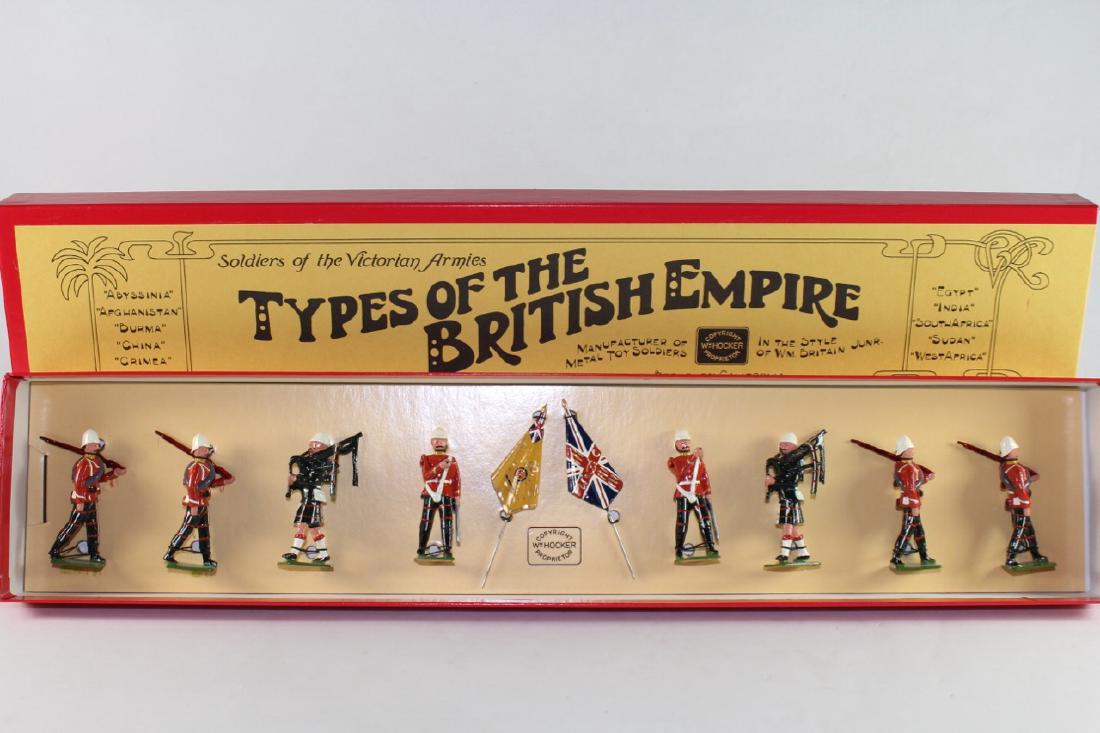 Soldiers of the Victorian Armies
TYPES OF THE
BRITISH EMPIRE
"ABYSSINIA"
"AFGHANISTAN"
"BURMA"
"CHINA"
"CRIMEA"
MANUFACTURER OF
METAL TOY SOLDIERS
COPYRIGHT
WM HOCKER
PROPRIETOR
IN THE STYLE
OF WM. BRITAIN JUNR.
"EGYPT"
"INDIA"
"SOUTH AFRICA"
"SUDAN"
"WEST AFRICA"
COPYRIGHT
WM HOCKER
PROPRIETOR